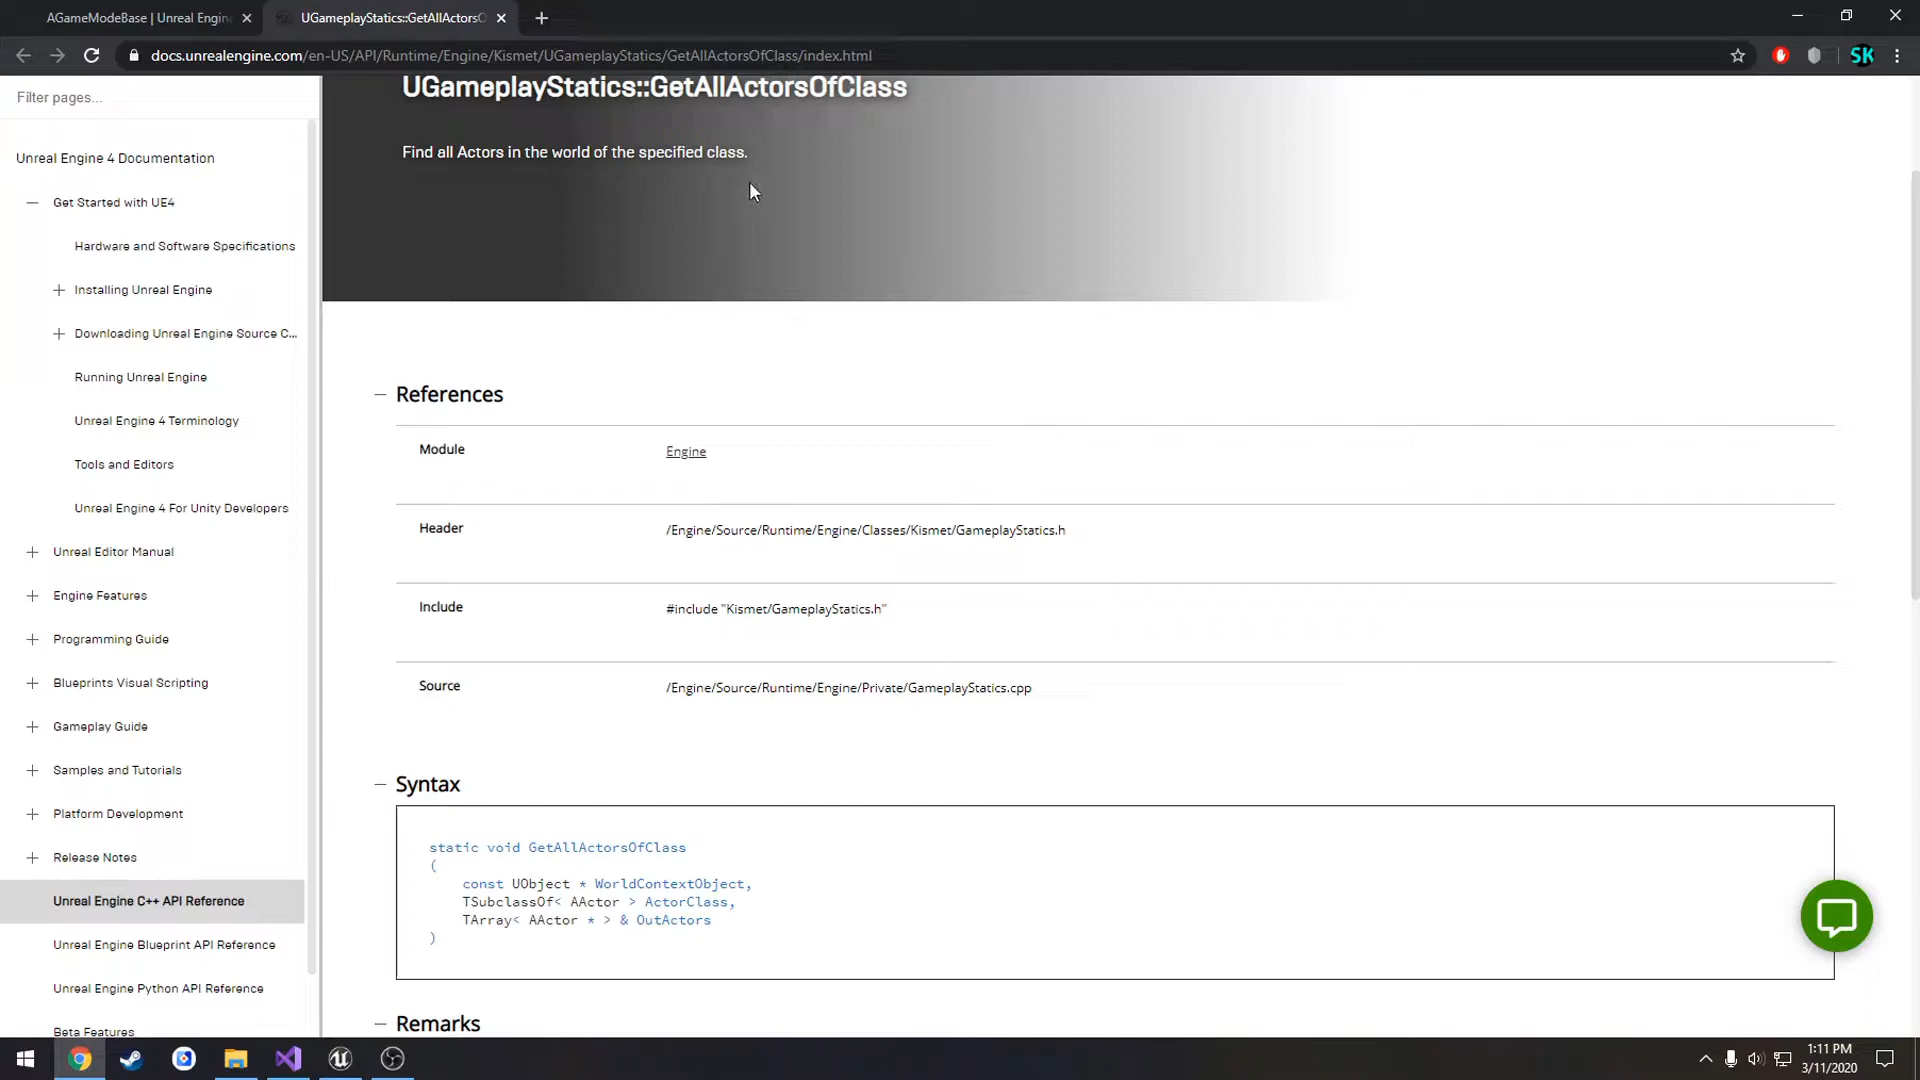 AGameModeBase | Unreal Engin
UGameplayStatics::GetAllActorsO
docs.unrealengine.com/en-US/API/Runtime/Engine/Kismet/UGameplayStatics/GetAllActorsOfClass/index.html
SK
Filter pages...
Unreal Engine 4 Documentation
Get Started with UE4
Hardware and Software Specifications
Installing Unreal Engine
Downloading Unreal Engine Source C...
Running Unreal Engine
Unreal Engine 4 Terminology
Tools and Editors
Unreal Engine 4 For Unity Developers
Unreal Editor Manual
Engine Features
Programming Guide
Blueprints Visual Scripting
Gameplay Guide
Samples and Tutorials
Platform Development
Release Notes
Unreal Engine C++ API Reference
Unreal Engine Blueprint API Reference
Unreal Engine Python API Reference
Beta Features
UGameplayStatics::GetAllActorsOfClass
Find all Actors in the world of the specified class.
References
Module Engine
Header /Engine/Source/Runtime/Engine/Classes/Kismet/GameplayStatics.h
Include #include "Kismet/GameplayStatics.h"
Source /Engine/Source/Runtime/Engine/Private/GameplayStatics.cpp
Syntax
static void GetAllActorsOfClass
(
const UObject * WorldContextObject,
TSubclassOf< AActor > ActorClass,
TArray< AActor * > & OutActors
)
Remarks
1:11 PM
3/11/2020